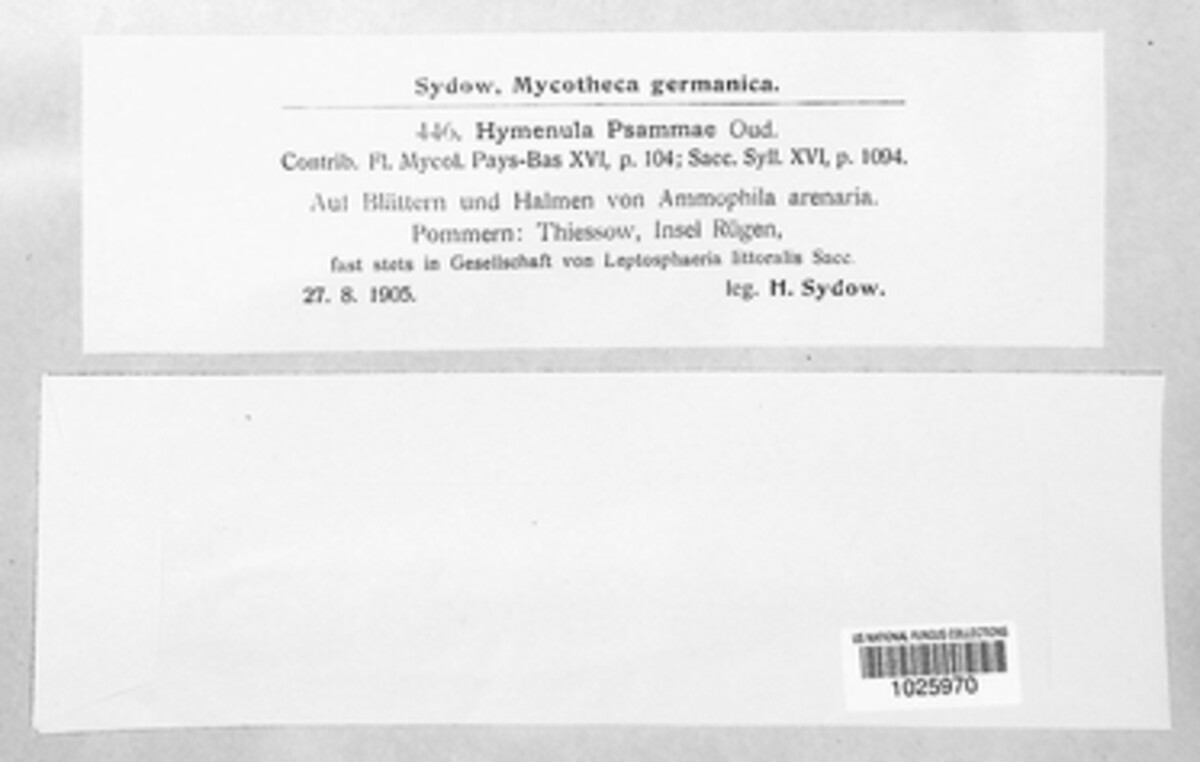 Sydow, Mycotheca germanica.
446. Hymenula Psammae Oud.
Contrib. Fl. Mycol. Pays-Bas XVI, p. 104; Sacc. Syll. XVI, p. 1094.
Auf Blättern und Halmen von Ammophila arenaria.
Pommern: Thiessow, Insel Rügen,
fast stets in Gesellschaft von Leptosphaeria littoralis Sacc.
27. 8. 1905. leg. H. Sydow.
US NATIONAL FUNGUS COLLECTIONS
1025970